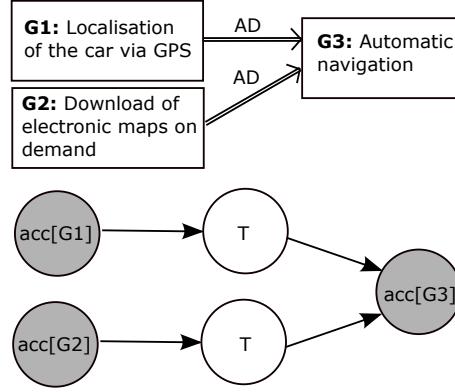 G1: Localisation
of the car via GPS
AD
G3: Automatic
navigation
AD
G2: Download of
electronic maps on
demand
acc[G1]
T
acc[G3]
acc[G2]
T